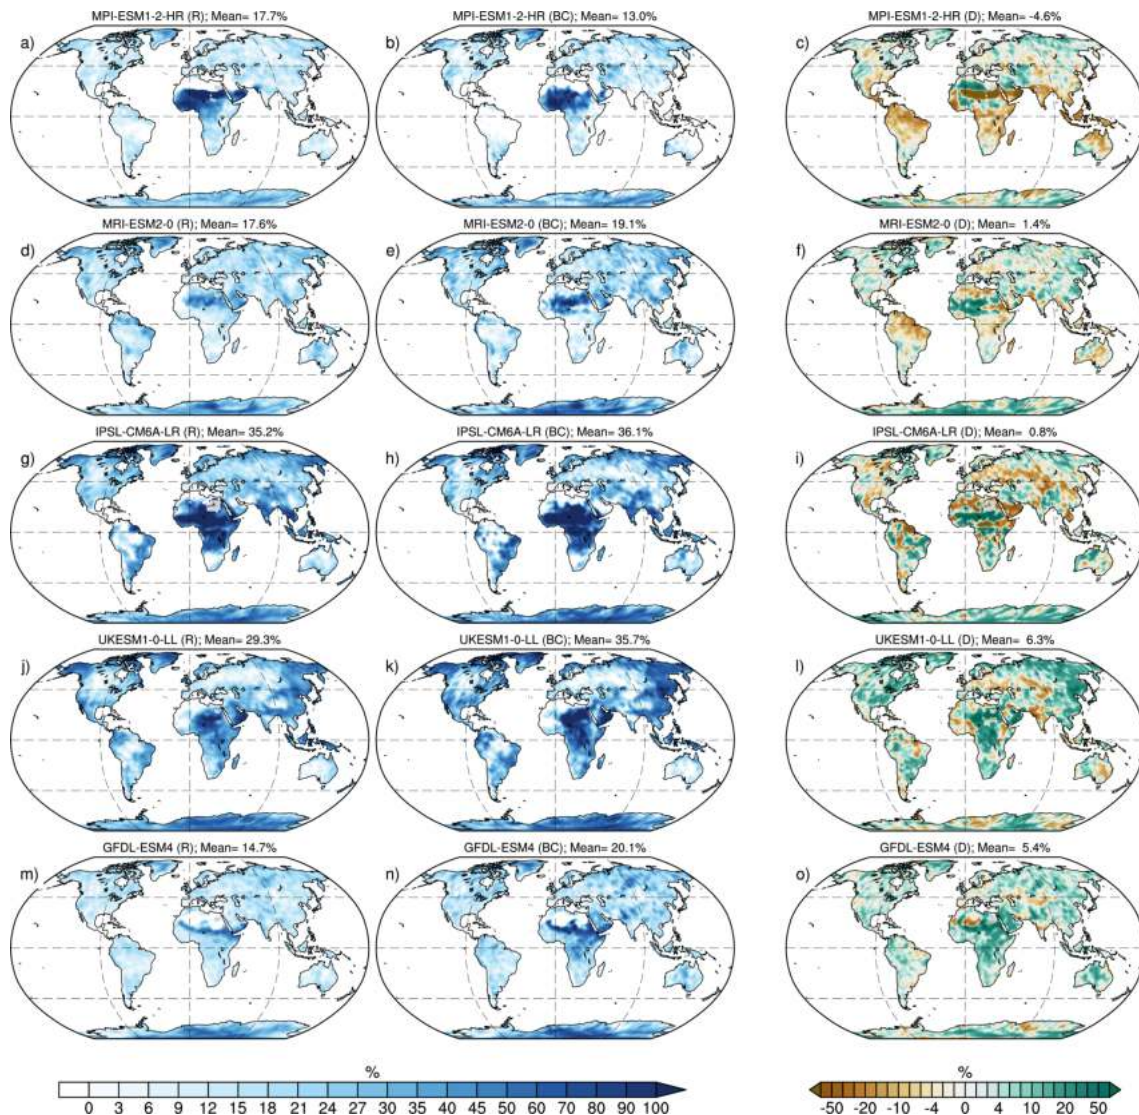 MPI-ESM1-2-HR (R); Mean= 17.7%
MPI-ESM1-2-HR (BC); Mean= 13.0%
MPI-ESM1-2-HR (D); Mean= -4.6%
a)
b)
c)
MRI-ESM2-0 (R); Mean= 17.6%
MRI-ESM2-0 (BC); Mean= 19.1%
MRI-ESM2-0 (D); Mean= 1.4%
d)
e)
f)
IPSL-CM6A-LR (R); Mean= 35.2%
IPSL-CM6A-LR (BC); Mean= 36.1%
IPSL-CM6A-LR (D); Mean= 0.8%
g)
h)
i)
UKESM1-0-LL (R); Mean= 29.3%
UKESM1-0-LL (BC); Mean= 35.7%
UKESM1-0-LL (D); Mean= 6.3%
j)
k)
l)
GFDL-ESM4 (R); Mean= 14.7%
GFDL-ESM4 (BC); Mean= 20.1%
GFDL-ESM4 (D); Mean= 5.4%
m)
n)
o)
%
%
0 3 6 9 12 15 18 21 24 27 30 35 40 45 50 60 70 80 90 100
-50 -20 -10 -4 0 4 10 20 50